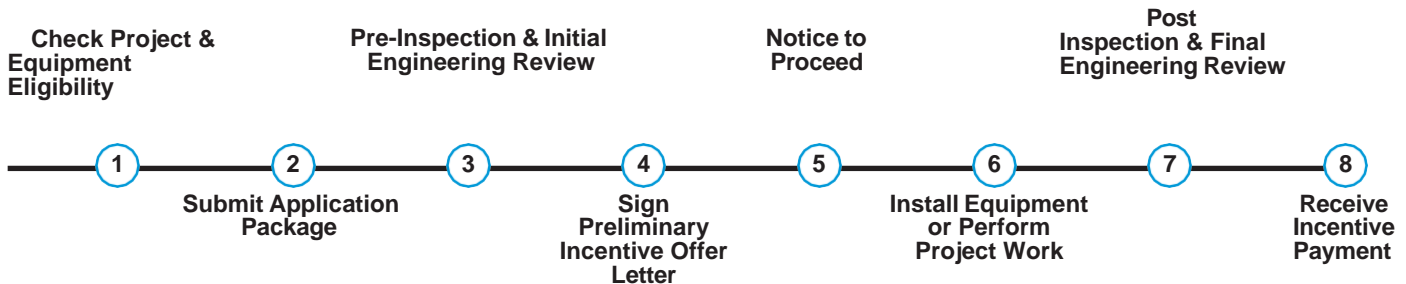 Check Project &
Equipment
Eligibility
Pre-Inspection & Initial
Engineering Review
Notice to
Proceed
Post
Inspection & Final
Engineering Review
1
2
3
4
5
6
7
8
Submit Application
Package
Sign
Preliminary
Incentive Offer
Letter
Install Equipment
or Perform
Project Work
Receive
Incentive
Payment